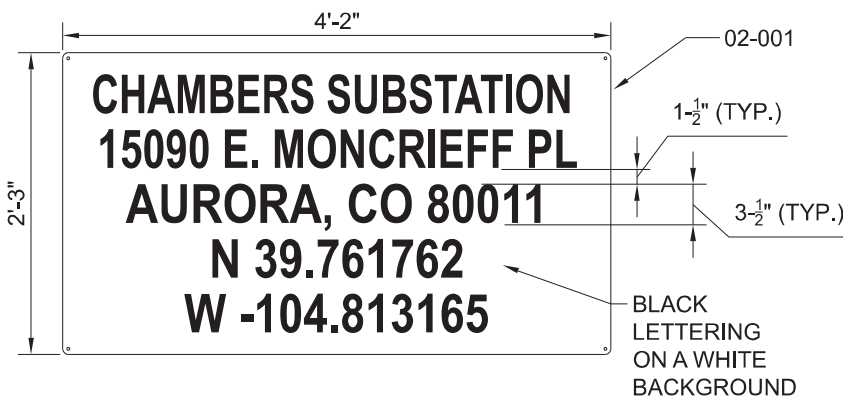 4'-2"
02-001
2'-3"
CHAMBERS SUBSTATION
15090 E. MONCRIEFF PL
AURORA, CO 80011
N 39.761762
W -104.813165
1-½" (TYP.)
3-½" (TYP.)
BLACK
LETTERING
ON A WHITE
BACKGROUND